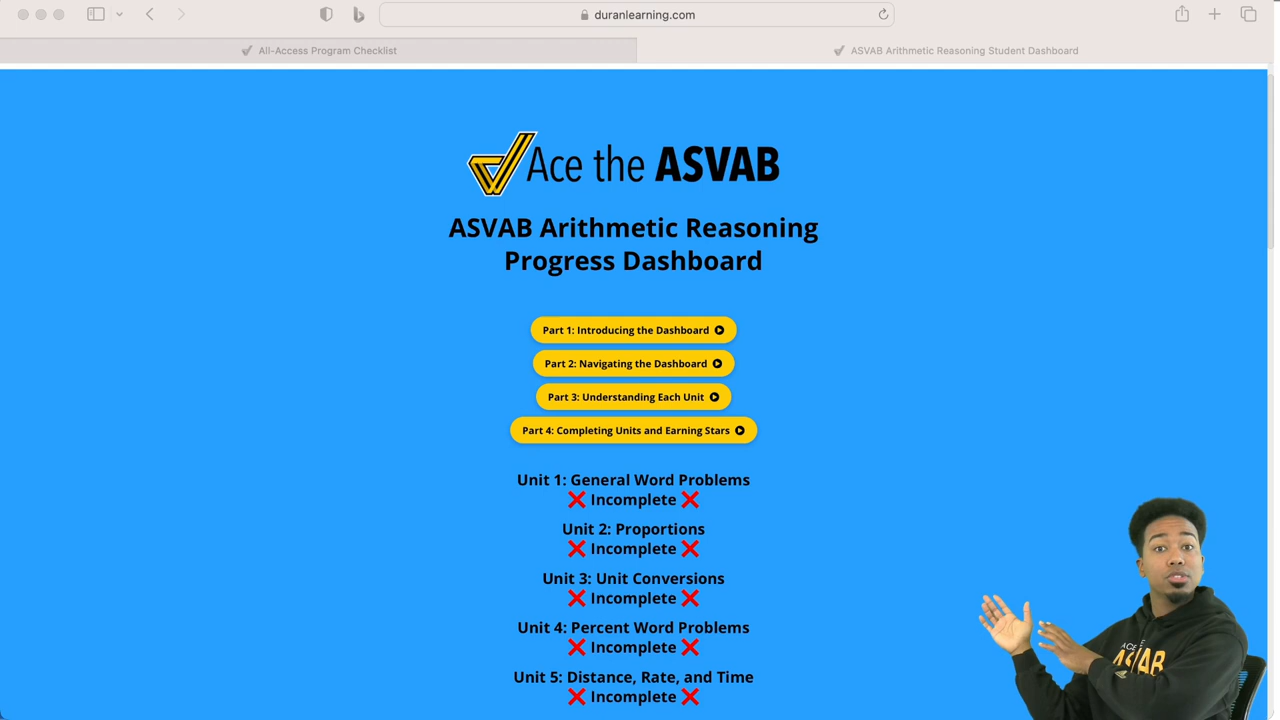 duranlearning.com
All-Access Program Checklist
ASVAB Arithmetic Reasoning Student Dashboard
Ace the ASVAB
ASVAB Arithmetic Reasoning
Progress Dashboard
Part 1: Introducing the Dashboard
Part 2: Navigating the Dashboard
Part 3: Understanding Each Unit
Part 4: Completing Units and Earning Stars
Unit 1: General Word Problems
❌ Incomplete ❌
Unit 2: Proportions
❌ Incomplete ❌
Unit 3: Unit Conversions
❌ Incomplete ❌
Unit 4: Percent Word Problems
❌ Incomplete ❌
Unit 5: Distance, Rate, and Time
❌ Incomplete ❌
ASVAB